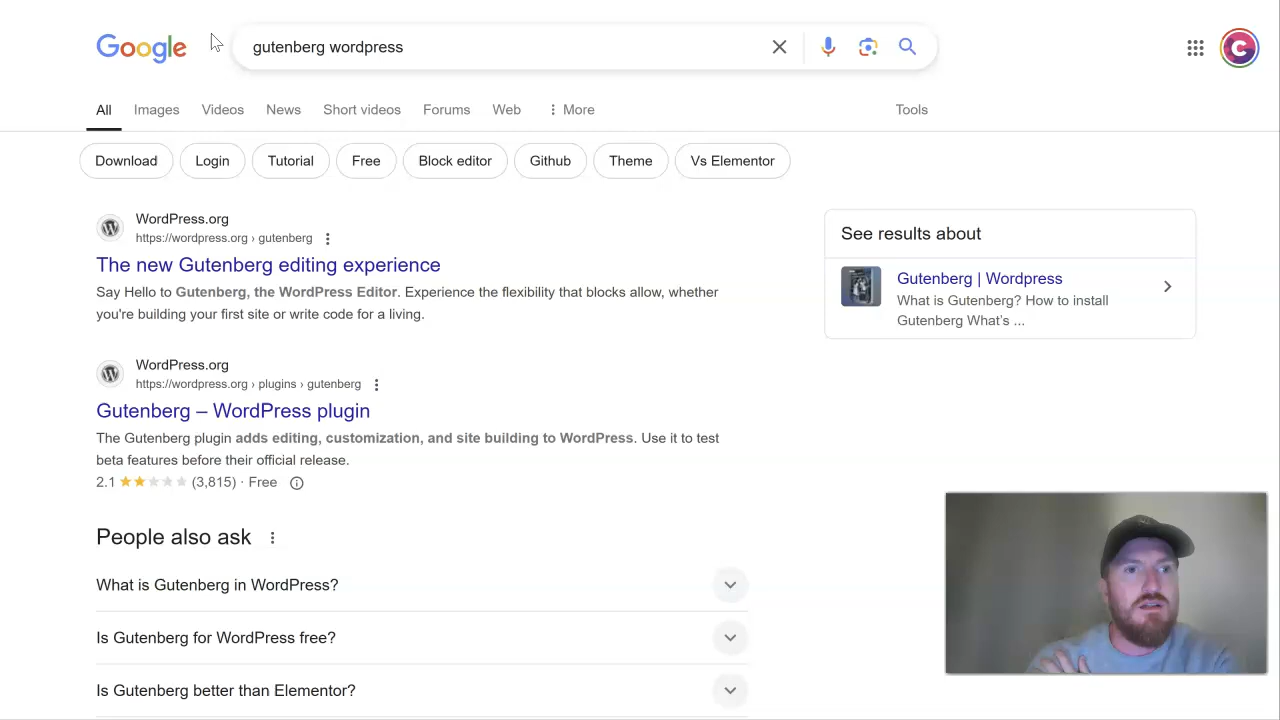 Google
gutenberg wordpress
C
All
Images
Videos
News
Short videos
Forums
Web
More
Tools
Download
Login
Tutorial
Free
Block editor
Github
Theme
Vs Elementor
WordPress.org
https://wordpress.org › gutenberg
The new Gutenberg editing experience
Say Hello to Gutenberg, the WordPress Editor. Experience the flexibility that blocks allow, whether
you're building your first site or write code for a living.
See results about
Gutenberg | Wordpress
What is Gutenberg? How to install
Gutenberg What's ...
WordPress.org
https://wordpress.org › plugins › gutenberg
Gutenberg – WordPress plugin
The Gutenberg plugin adds editing, customization, and site building to WordPress. Use it to test
beta features before their official release.
2.1 ★★★★★ (3,815) · Free
People also ask
What is Gutenberg in WordPress?
Is Gutenberg for WordPress free?
Is Gutenberg better than Elementor?